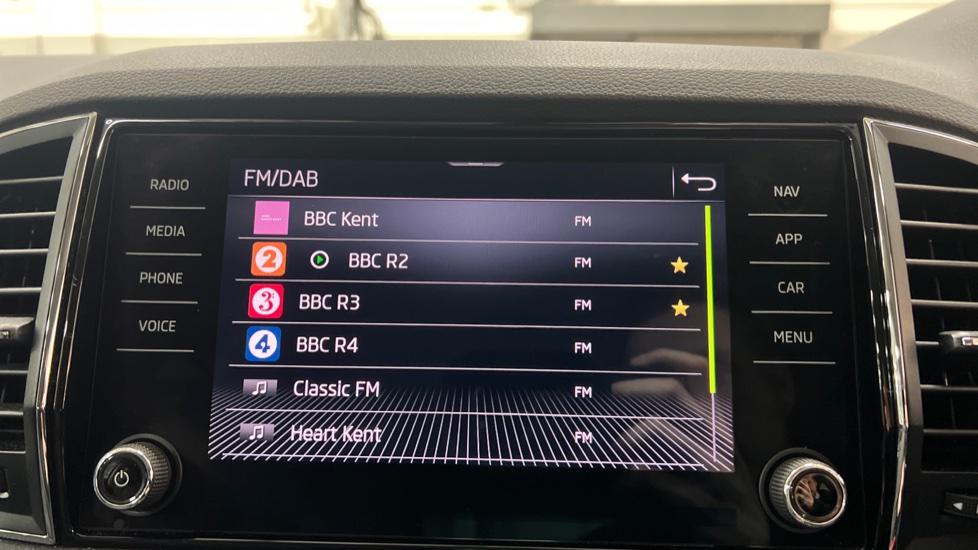 FM/DAB
RADIO
MEDIA
PHONE
VOICE
BBC Kent FM
2 BBC R2 FM
3 BBC R3 FM
4 BBC R4 FM
Classic FM FM
Heart Kent FM
NAV
APP
CAR
MENU